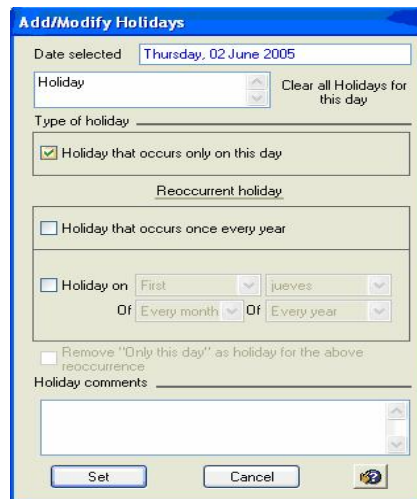 Add/Modify Holidays
Date selected Thursday, 02 June 2005
Holiday
Clear all Holidays for
this day
Type of holiday
Holiday that occurs only on this day
Reoccurrent holiday
Holiday that occurs once every year
Holiday on First jueves
Of Every month Of Every year
Remove "Only this day" as holiday for the above
reoccurrence
Holiday comments
Set Cancel